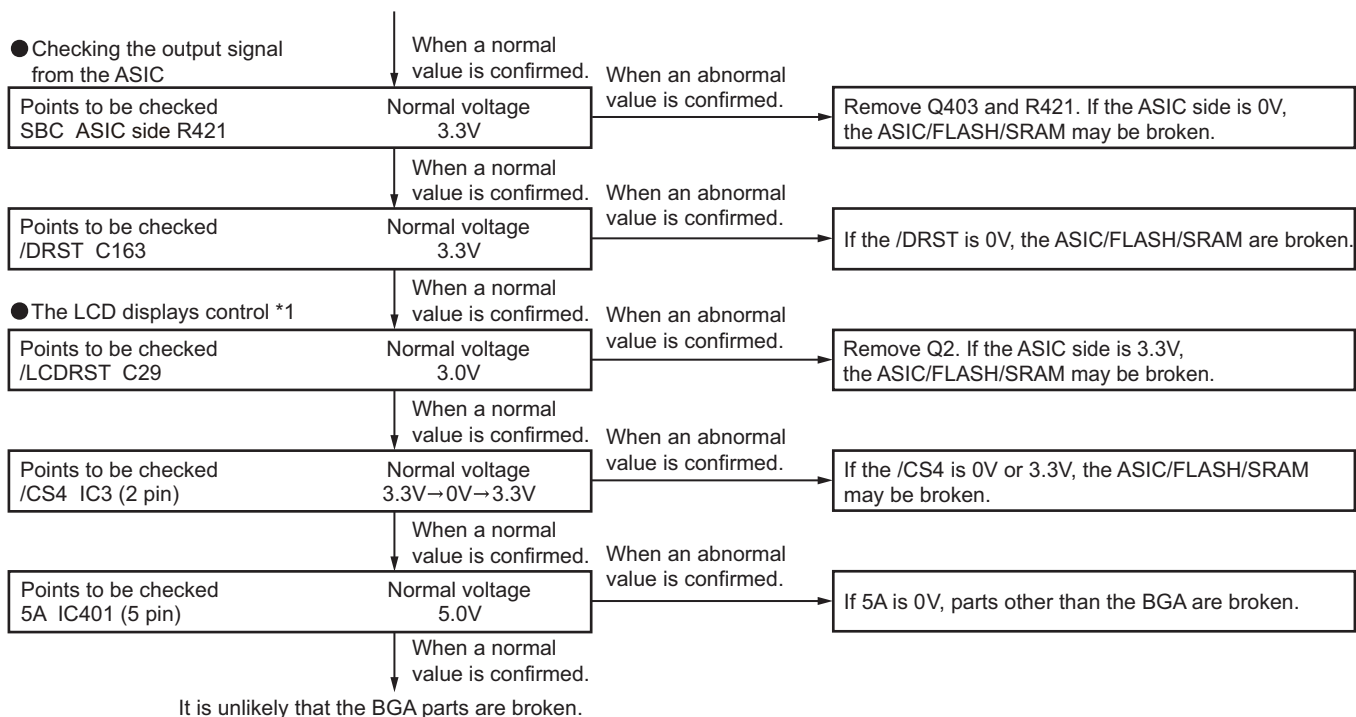 When a normal
value is confirmed.
● Checking the output signal
from the ASIC
When an abnormal
value is confirmed.
Points to be checked Normal voltage
SBC ASIC side R421 3.3V
Remove Q403 and R421. If the ASIC side is 0V,
the ASIC/FLASH/SRAM may be broken.
When a normal
value is confirmed.
When an abnormal
value is confirmed.
Points to be checked Normal voltage
/DRST C163 3.3V
If the /DRST is 0V, the ASIC/FLASH/SRAM are broken.
When a normal
value is confirmed.
● The LCD displays control *1
When an abnormal
value is confirmed.
Points to be checked Normal voltage
/LCDRST C29 3.0V
Remove Q2. If the ASIC side is 3.3V,
the ASIC/FLASH/SRAM may be broken.
When a normal
value is confirmed.
When an abnormal
value is confirmed.
Points to be checked Normal voltage
/CS4 IC3 (2 pin) 3.3V→0V→3.3V
If the /CS4 is 0V or 3.3V, the ASIC/FLASH/SRAM
may be broken.
When a normal
value is confirmed.
When an abnormal
value is confirmed.
Points to be checked Normal voltage
5A IC401 (5 pin) 5.0V
If 5A is 0V, parts other than the BGA are broken.
When a normal
value is confirmed.
It is unlikely that the BGA parts are broken.